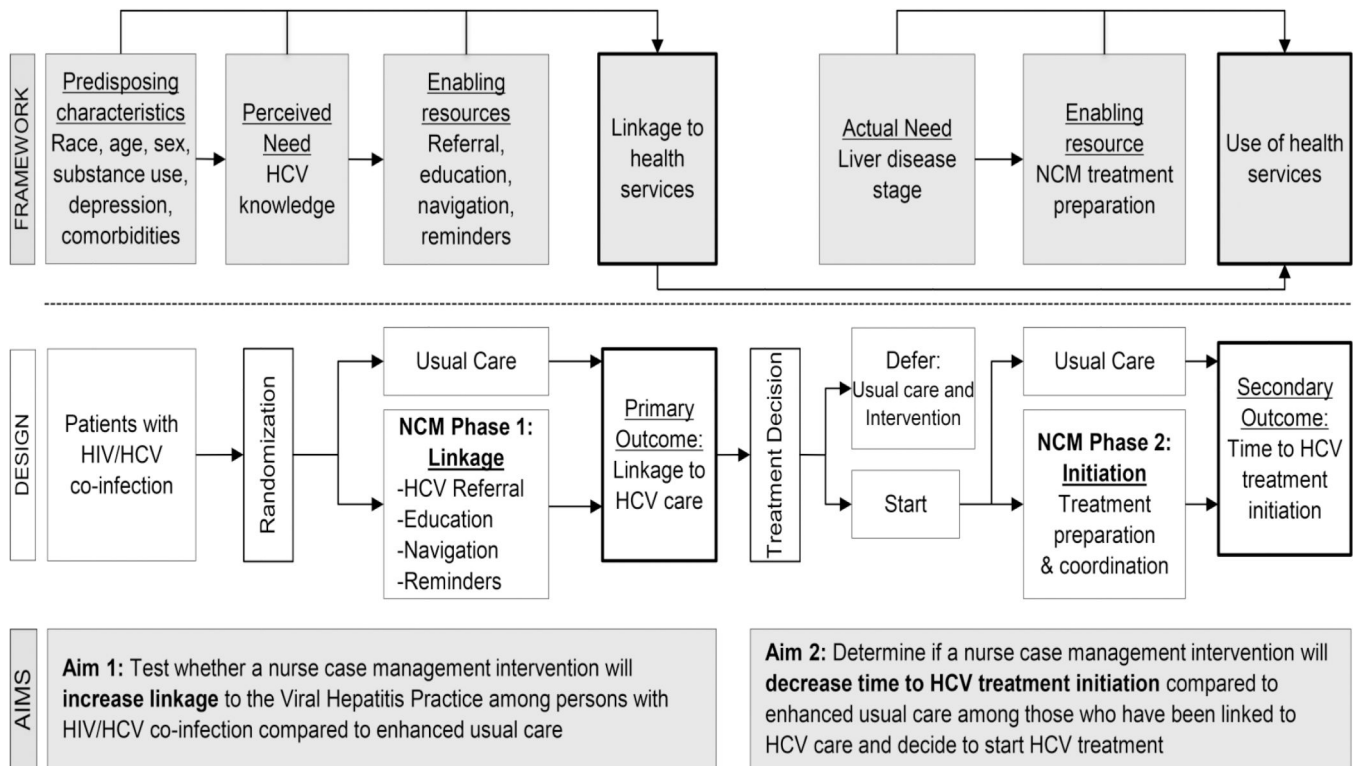 FRAMEWORK
Predisposing
characteristics
Race, age, sex,
substance use,
depression,
comorbidities
Perceived
Need
HCV
knowledge
Enabling
resources
Referral,
education,
navigation,
reminders
Linkage to
health
services
Actual Need
Liver disease
stage
Enabling
resource
NCM treatment
preparation
Use of health
services
DESIGN
Patients with
HIV/HCV
co-infection
Randomization
Usual Care
NCM Phase 1:
Linkage
-HCV Referral
-Education
-Navigation
-Reminders
Primary
Outcome:
Linkage to
HCV care
Treatment Decision
Defer:
Usual care and
Intervention
Start
Usual Care
NCM Phase 2:
Initiation
Treatment
preparation
& coordination
Secondary
Outcome:
Time to HCV
treatment
initiation
AIMS
Aim 1: Test whether a nurse case management intervention will
increase linkage to the Viral Hepatitis Practice among persons with
HIV/HCV co-infection compared to enhanced usual care
Aim 2: Determine if a nurse case management intervention will
decrease time to HCV treatment initiation compared to
enhanced usual care among those who have been linked to
HCV care and decide to start HCV treatment